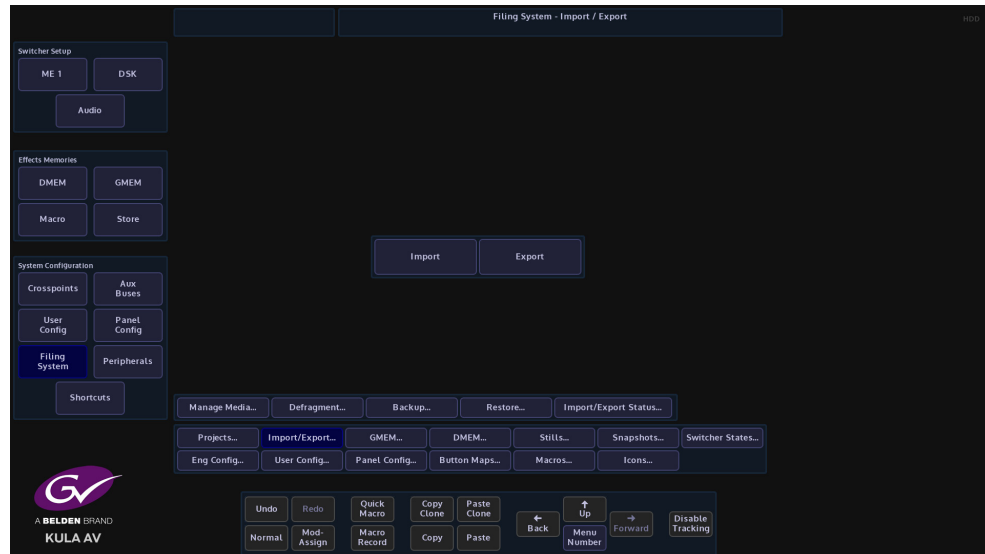 Filing System - Import / Export
HDD
Switcher Setup
ME 1
DSK
Audio
Effects Memories
DMEM
GMEM
Macro
Store
System Configuration
Crosspoints
Aux
Buses
User
Config
Panel
Config
Filing
System
Peripherals
Shortcuts
Import
Export
Manage Media...
Defragment...
Backup...
Restore...
Import/Export Status...
Projects...
Import/Export...
GMEM...
DMEM...
Stills...
Snapshots...
Switcher States...
Eng Config...
User Config...
Panel Config...
Button Maps...
Macros...
Icons...
GV
A BELDEN BRAND
KULA AV
Undo
Redo
Quick
Macro
Copy
Clone
Paste
Clone
Normal
Mod-
Assign
Macro
Record
Copy
Paste
Back
Up
Menu
Number
Forward
Disable
Tracking